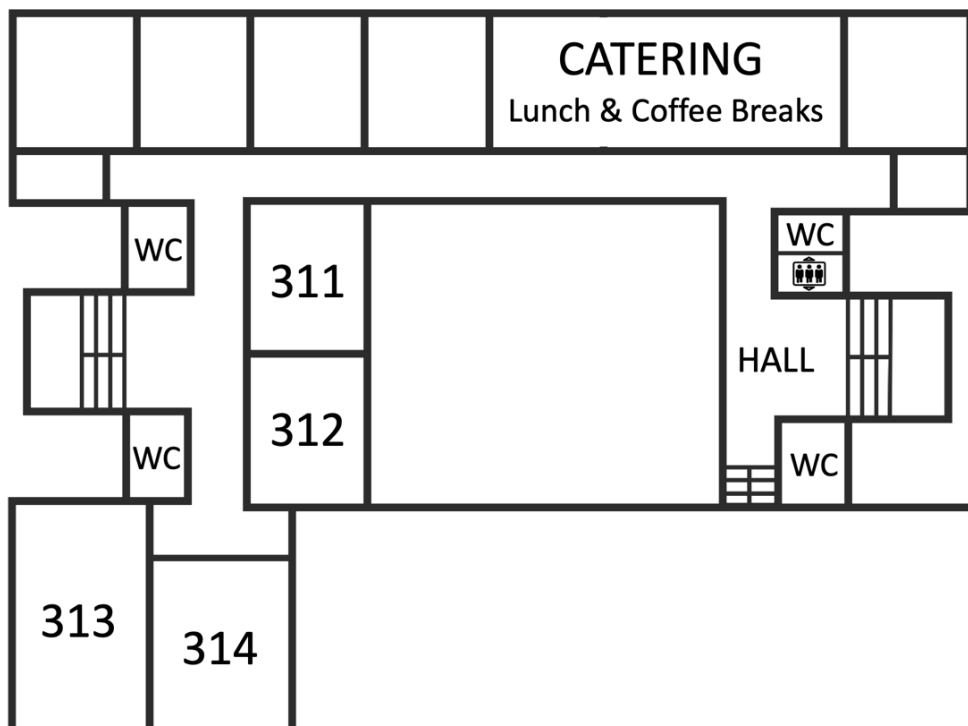 CATERING
Lunch & Coffee Breaks
WC
WC
311
HALL
312
WC
WC
313
314